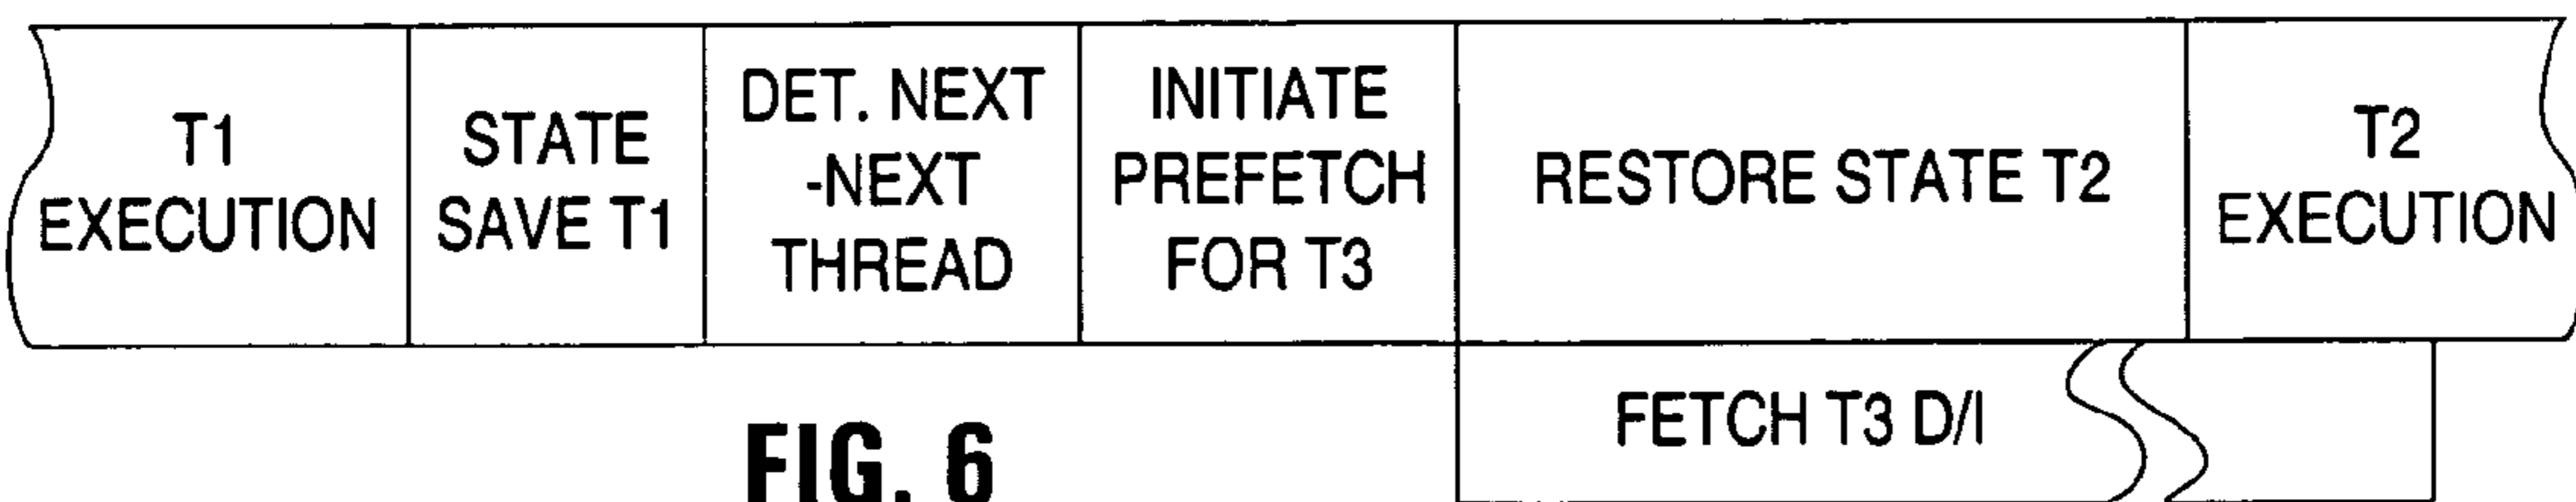 T1
EXECUTION
STATE
SAVE T1
DET. NEXT
-NEXT
THREAD
INITIATE
PREFETCH
FOR T3
RESTORE STATE T2
T2
EXECUTION
FETCH T3 D/I
FIG. 6